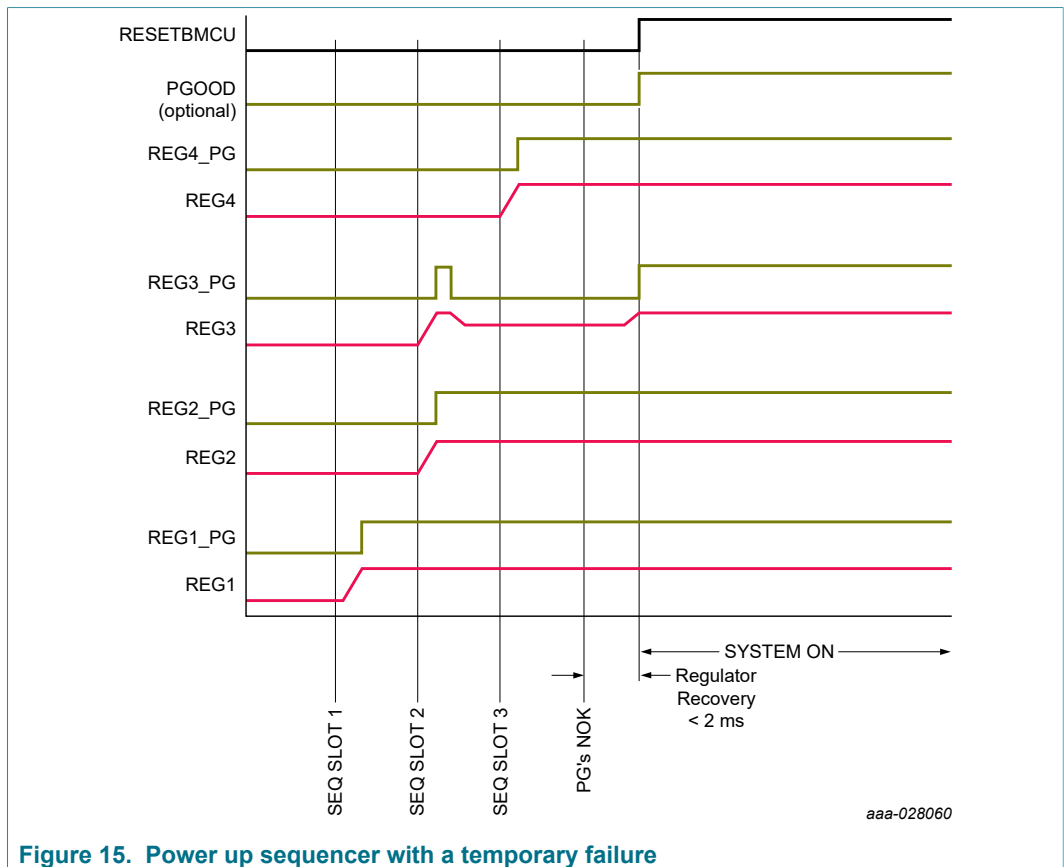 RESETBMCU
PGOOD
(optional)
REG4_PG
REG4
REG3_PG
REG3
REG2_PG
REG2
REG1_PG
REG1
SYSTEM ON
Regulator
Recovery
< 2 ms
SEQ SLOT 1
SEQ SLOT 2
SEQ SLOT 3
PG's NOK
aaa-028060
Figure 15. Power up sequencer with a temporary failure